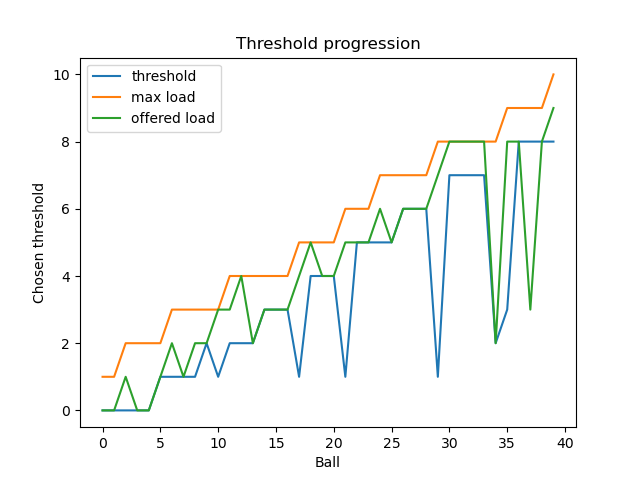 Threshold progression
threshold
max load
offered load
Chosen threshold
10
8
6
4
2
0
0 5 10 15 20 25 30 35 40
Ball